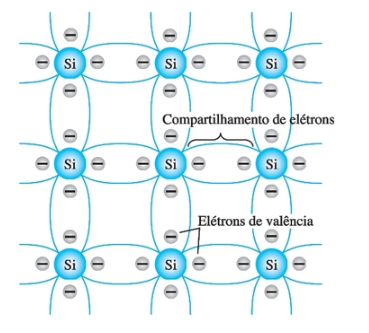 Si Si Si
Compartilhamento de elétrons
Si Si Si
Elétrons de valência
Si Si Si